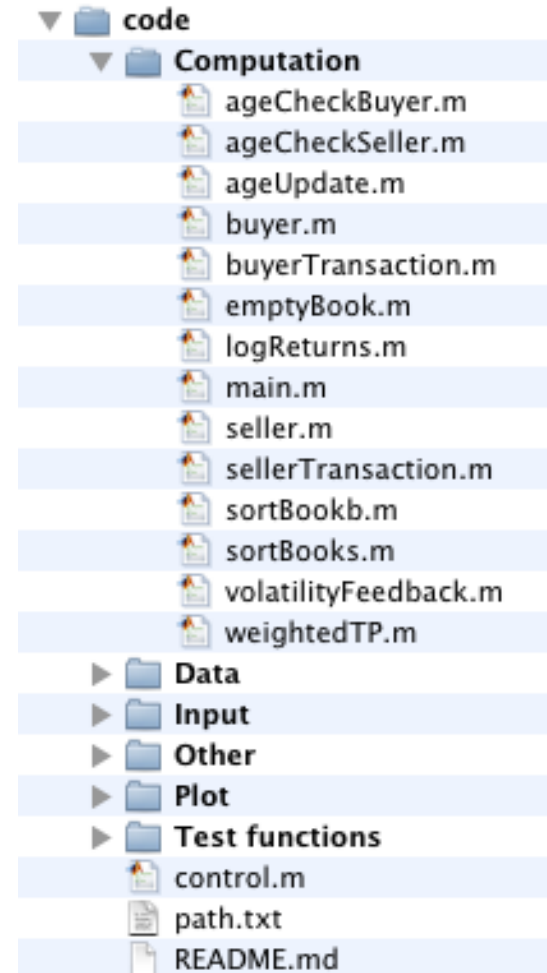 code
Computation
ageCheckBuyer.m
ageCheckSeller.m
ageUpdate.m
buyer.m
buyerTransaction.m
emptyBook.m
logReturns.m
main.m
seller.m
sellerTransaction.m
sortBookb.m
sortBooks.m
volatilityFeedback.m
weightedTP.m
Data
Input
Other
Plot
Test functions
control.m
path.txt
README.md